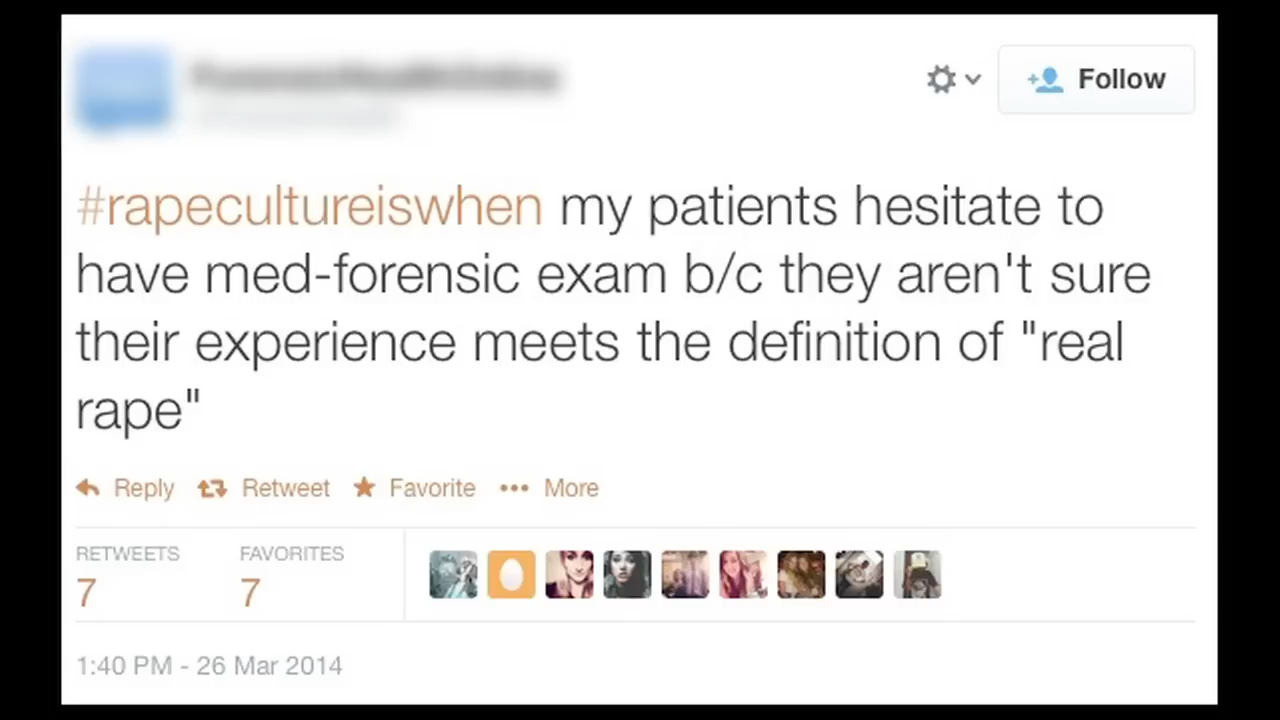 Follow
#rapecultureiswhen my patients hesitate to
have med-forensic exam b/c they aren't sure
their experience meets the definition of "real
rape"
Reply Retweet Favorite More
RETWEETS FAVORITES
7 7
1:40 PM - 26 Mar 2014